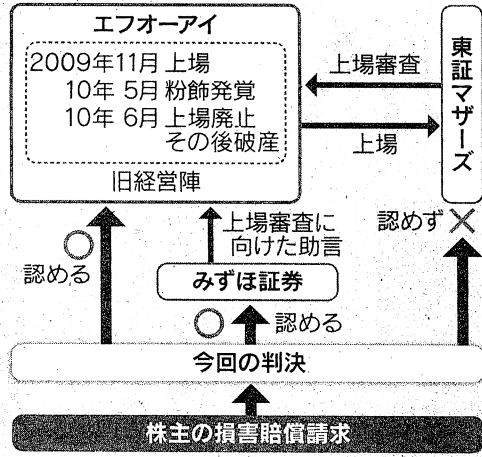 エフオーアイ
2009年11月 上場
10年 5月 粉飾発覚
10年 6月 上場廃止
その後破産
旧経営陣
上場審査
上場
東証マザーズ
認める
上場審査に
向けた助言
認めず
みずほ証券
認める
今回の判決
株主の損害賠償請求